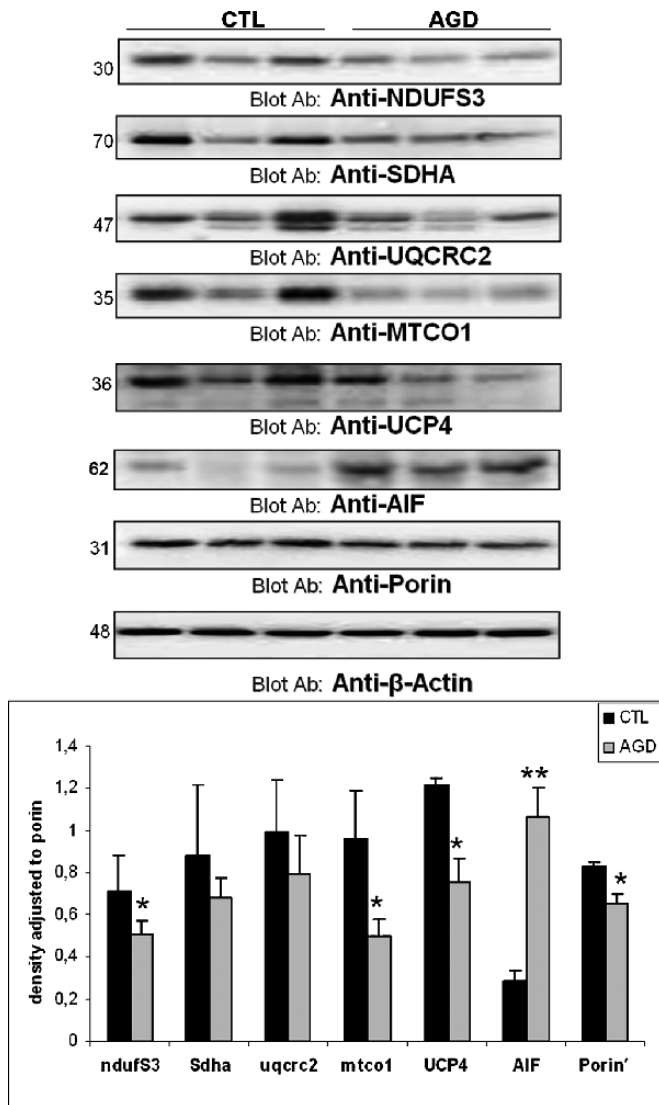 CTL AGD
30
Blot Ab: Anti-NDUFS3
70
Blot Ab: Anti-SDHA
47
Blot Ab: Anti-UQCRC2
35
Blot Ab: Anti-MTCO1
36
Blot Ab: Anti-UCP4
62
Blot Ab: Anti-AIF
31
Blot Ab: Anti-Porin
48
Blot Ab: Anti-β-Actin
CTL
AGD
density adjusted to porin
1,4
1,2
1
0,8
0,6
0,4
0,2
0
* * * ** *
ndufS3 Sdha uqcrc2 mtco1 UCP4 AIF Porin′